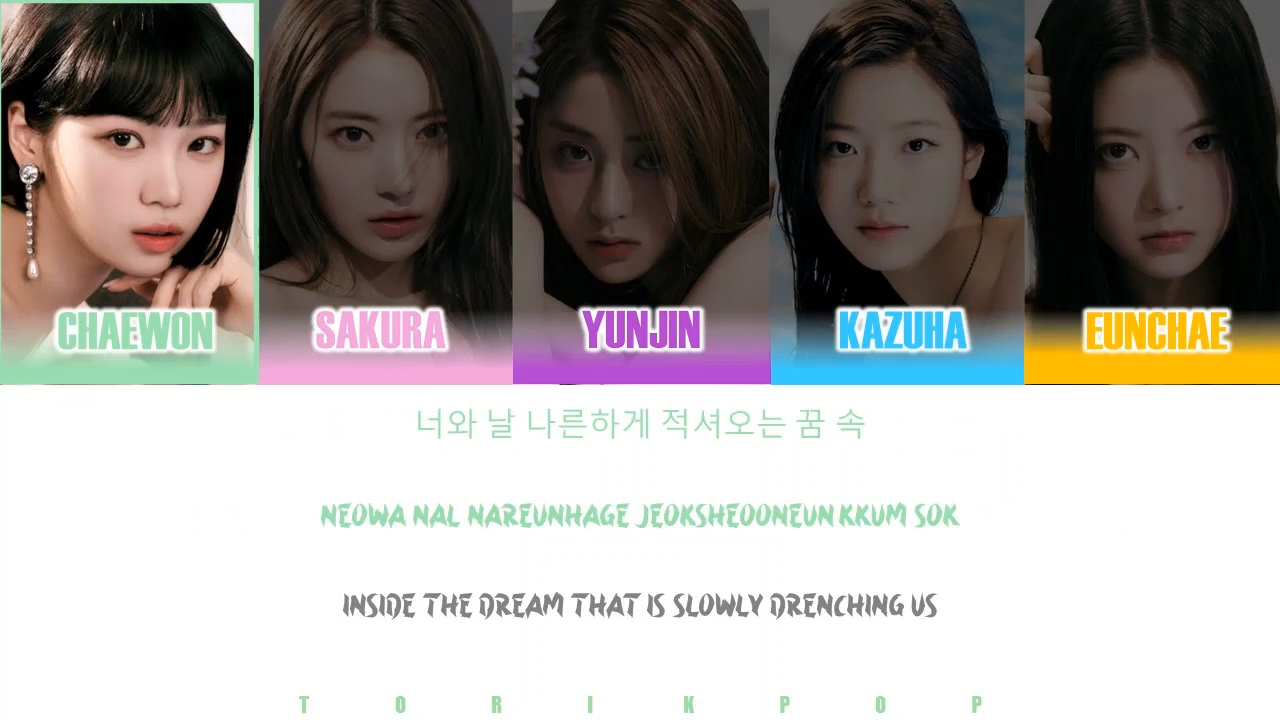 CHAEWON SAKURA YUNJIN KAZUHA EUNCHAE
너와 날 나른하게 적셔오는 꿈 속
NEOWA NAL NAREUNHAGE JEOKSHEOONEUN KKUM SOK
INSIDE THE DREAM THAT IS SLOWLY DRENCHING US
T O R I K P O P